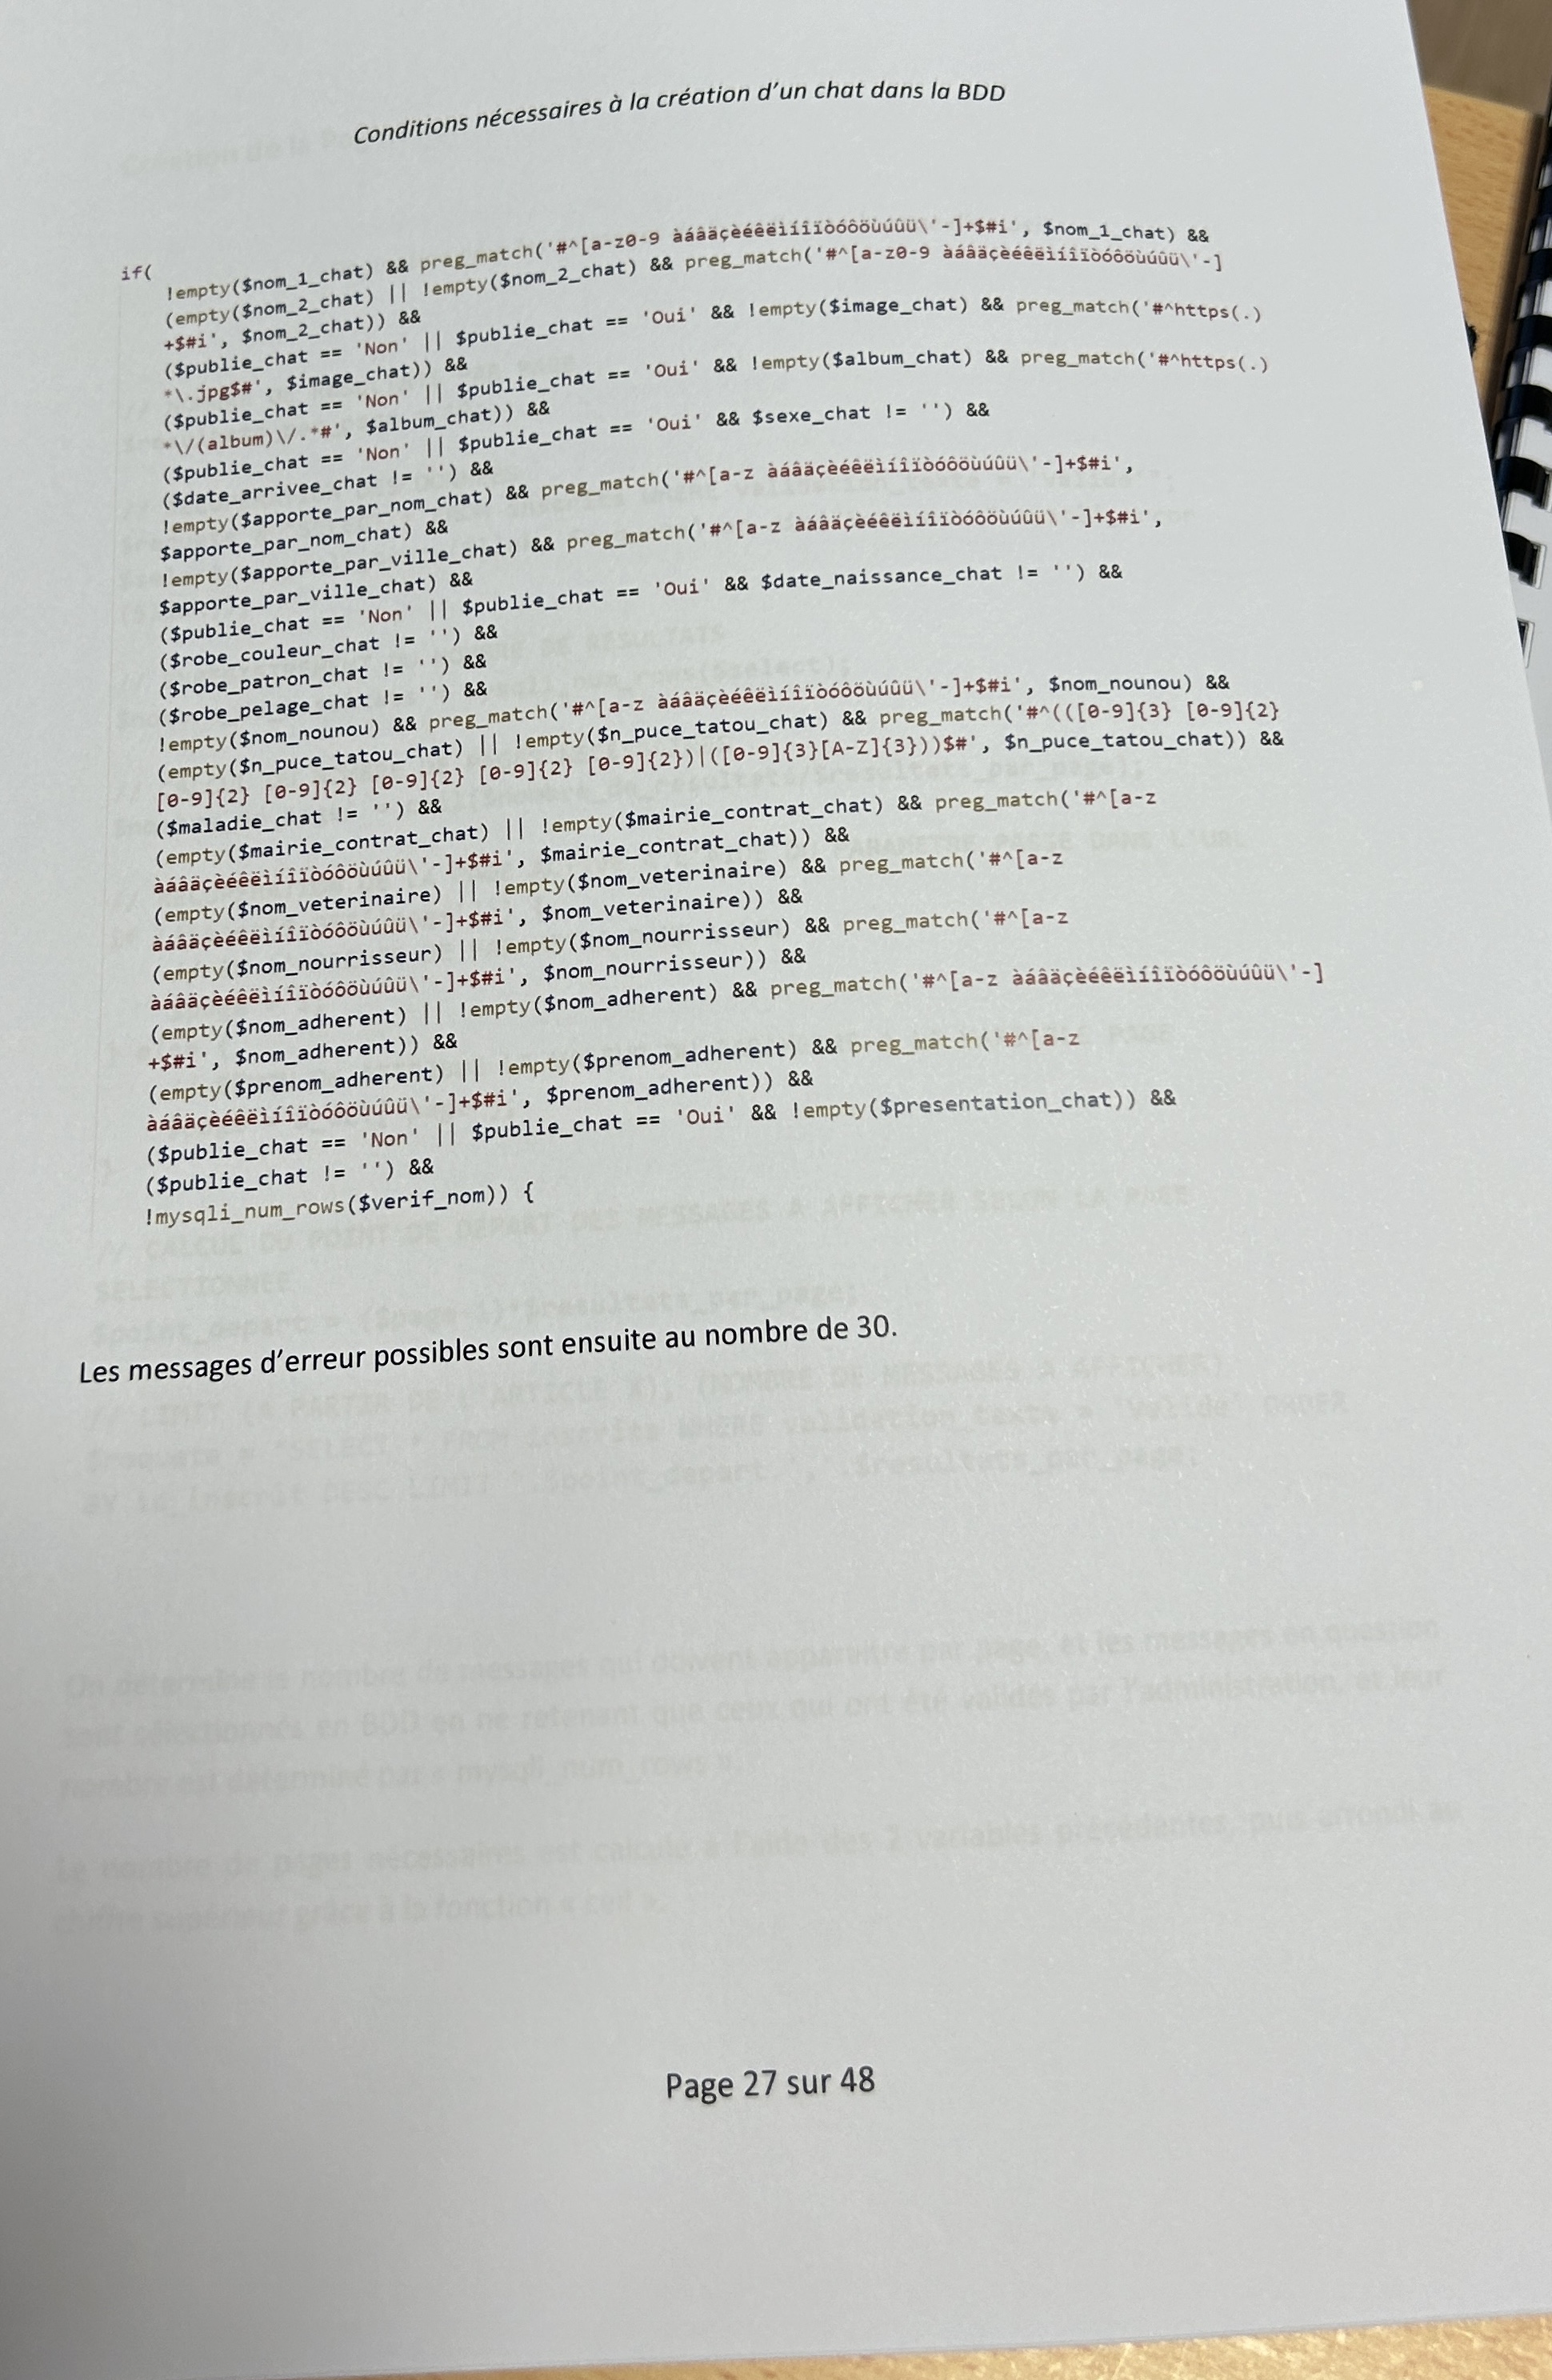 Conditions nécessaires à la création d’un chat dans la BDD
if(
!empty($nom_1_chat) && preg_match('#^[a-z0-9 àáâäçèéêëìíîïòóôöùúûü\'-]+$#i', $nom_1_chat) &&
(empty($nom_2_chat) || !empty($nom_2_chat) && preg_match('#^[a-z0-9 àáâäçèéêëìíîïòóôöùúûü\'-]
+$#i', $nom_2_chat)) &&
($publie_chat == 'Non' || $publie_chat == 'Oui' && !empty($image_chat) && preg_match('#^https(.)
*\.jpg$#', $image_chat)) &&
($publie_chat == 'Non' || $publie_chat == 'Oui' && !empty($album_chat) && preg_match('#^https(.)
*\/(album)\/.*#', $album_chat)) &&
($publie_chat == 'Non' || $publie_chat == 'Oui' && $sexe_chat != '') &&
($date_arrivee_chat != '') &&
!empty($apporte_par_nom_chat) && preg_match('#^[a-z àáâäçèéêëìíîïòóôöùúûü\'-]+$#i',
$apporte_par_nom_chat) &&
!empty($apporte_par_ville_chat) && preg_match('#^[a-z àáâäçèéêëìíîïòóôöùúûü\'-]+$#i',
$apporte_par_ville_chat) &&
($publie_chat == 'Non' || $publie_chat == 'Oui' && $date_naissance_chat != '') &&
($robe_couleur_chat != '') &&
($robe_patron_chat != '') &&
($robe_pelage_chat != '') &&
!empty($nom_nounou) && preg_match('#^[a-z àáâäçèéêëìíîïòóôöùúûü\'-]+$#i', $nom_nounou) &&
(empty($n_puce_tatou_chat) || !empty($n_puce_tatou_chat) && preg_match('#^(([0-9]{3} [0-9]{2}
[0-9]{2} [0-9]{2} [0-9]{2} [0-9]{2} [0-9]{2})|([0-9]{3}[A-Z]{3}))$#', $n_puce_tatou_chat)) &&
($maladie_chat != '') &&
(empty($mairie_contrat_chat) || !empty($mairie_contrat_chat) && preg_match('#^[a-z
àáâäçèéêëìíîïòóôöùúûü\'-]+$#i', $mairie_contrat_chat)) &&
(empty($nom_veterinaire) || !empty($nom_veterinaire) && preg_match('#^[a-z
àáâäçèéêëìíîïòóôöùúûü\'-]+$#i', $nom_veterinaire)) &&
(empty($nom_nourrisseur) || !empty($nom_nourrisseur) && preg_match('#^[a-z
àáâäçèéêëìíîïòóôöùúûü\'-]+$#i', $nom_nourrisseur)) &&
(empty($nom_adherent) || !empty($nom_adherent) && preg_match('#^[a-z àáâäçèéêëìíîïòóôöùúûü\'-]
+$#i', $nom_adherent)) &&
(empty($prenom_adherent) || !empty($prenom_adherent) && preg_match('#^[a-z
àáâäçèéêëìíîïòóôöùúûü\'-]+$#i', $prenom_adherent)) &&
($publie_chat == 'Non' || $publie_chat == 'Oui' && !empty($presentation_chat)) &&
($publie_chat != '') &&
!mysqli_num_rows($verif_nom)) {
Les messages d’erreur possibles sont ensuite au nombre de 30.
Page 27 sur 48